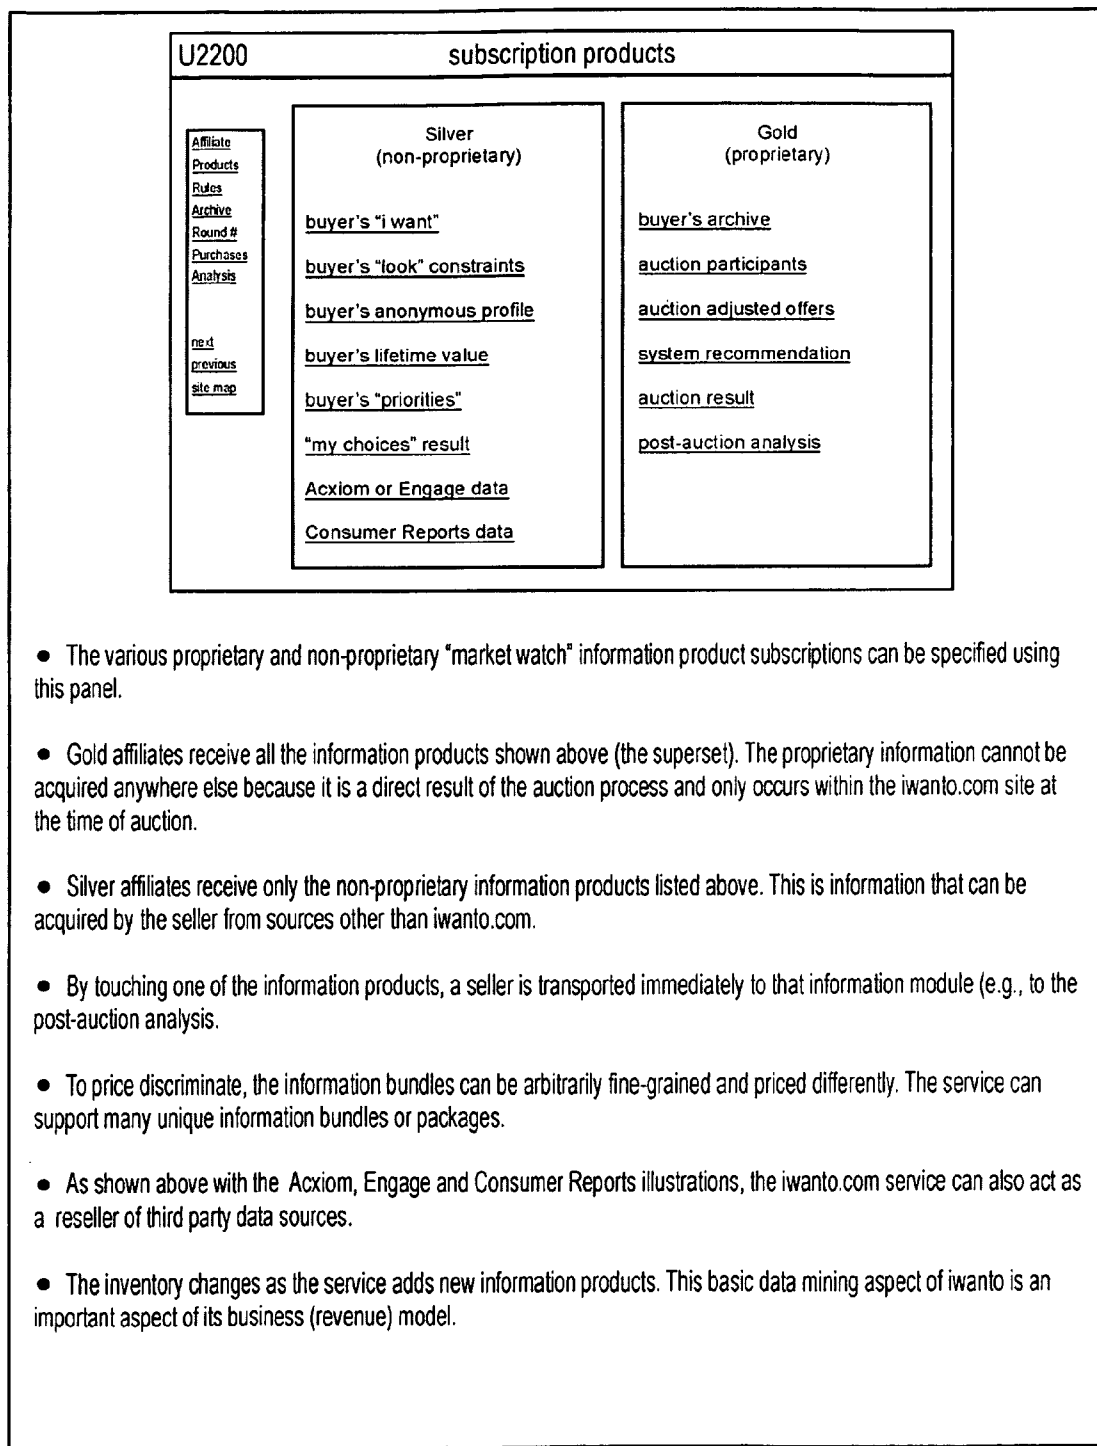 U2200 subscription products
Affiliate
Products
Rules
Archive
Round #
Purchases
Analysis
next
previous
site map
Silver
(non-proprietary)
buyer's "i want"
buyer's "look" constraints
buyer's anonymous profile
buyer's lifetime value
buyer's "priorities"
"my choices" result
Acxiom or Engage data
Consumer Reports data
Gold
(proprietary)
buyer's archive
auction participants
auction adjusted offers
system recommendation
auction result
post-auction analysis
● The various proprietary and non-proprietary "market watch" information product subscriptions can be specified using
this panel.
● Gold affiliates receive all the information products shown above (the superset). The proprietary information cannot be
acquired anywhere else because it is a direct result of the auction process and only occurs within the iwanto.com site at
the time of auction.
● Silver affiliates receive only the non-proprietary information products listed above. This is information that can be
acquired by the seller from sources other than iwanto.com.
● By touching one of the information products, a seller is transported immediately to that information module (e.g., to the
post-auction analysis.
● To price discriminate, the information bundles can be arbitrarily fine-grained and priced differently. The service can
support many unique information bundles or packages.
● As shown above with the Acxiom, Engage and Consumer Reports illustrations, the iwanto.com service can also act as
a reseller of third party data sources.
● The inventory changes as the service adds new information products. This basic data mining aspect of iwanto is an
important aspect of its business (revenue) model.